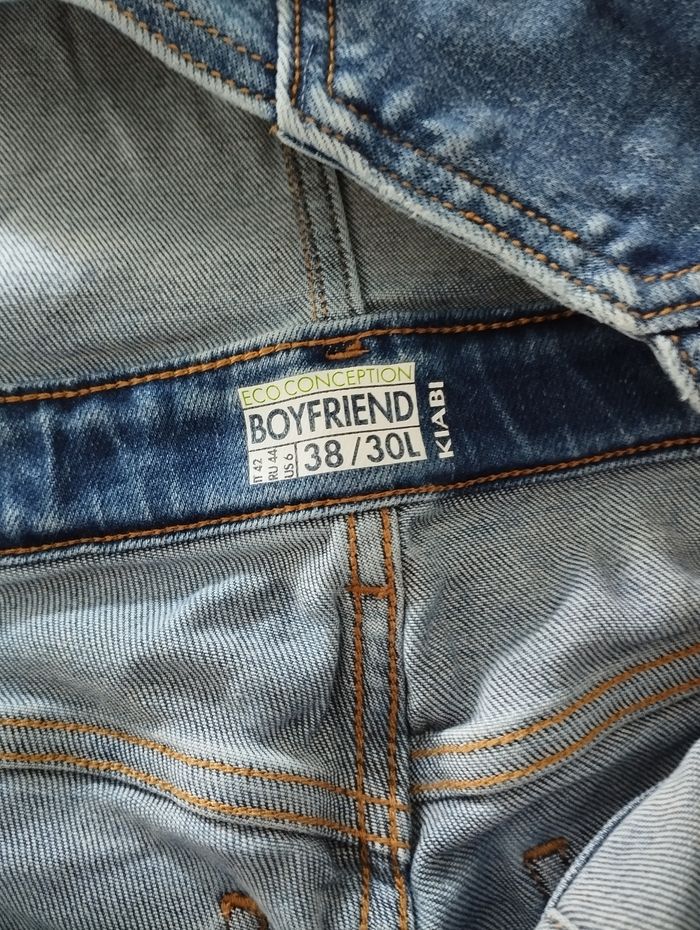 ECO CONCEPTION
BOYFRIEND
IT 42
RU 44
US 6
38/30L
KIABI